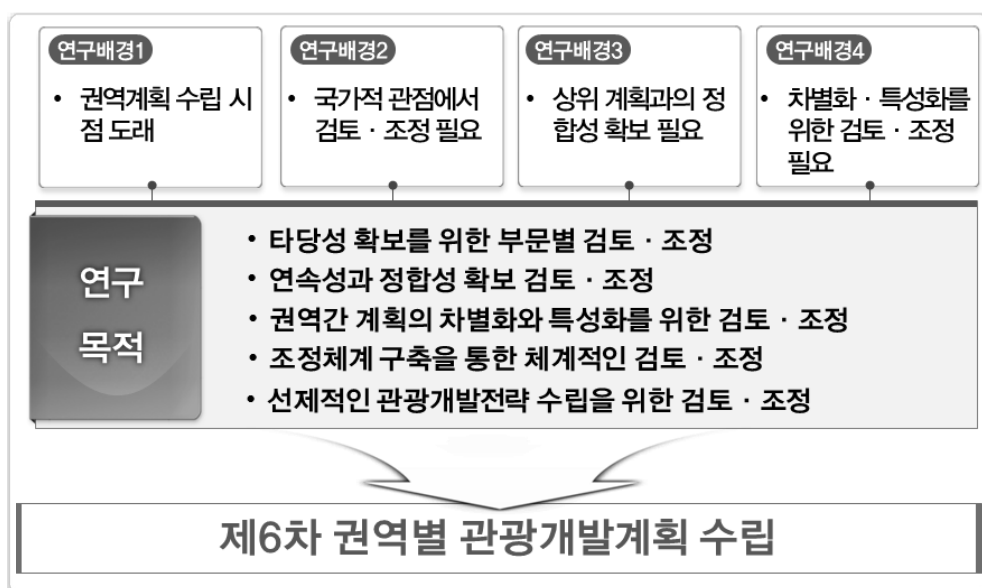 연구배경1
• 권역계획 수립 시
점 도래
연구배경2
• 국가적 관점에서
검토 · 조정 필요
연구배경3
• 상위 계획과의 정
합성 확보 필요
연구배경4
• 차별화 · 특성화를
위한 검토 · 조정
필요
연구
목적
• 타당성 확보를 위한 부문별 검토 · 조정
• 연속성과 정합성 확보 검토 · 조정
• 권역간 계획의 차별화와 특성화를 위한 검토 · 조정
• 조정체계 구축을 통한 체계적인 검토 · 조정
• 선제적인 관광개발전략 수립을 위한 검토 · 조정
제6차 권역별 관광개발계획 수립